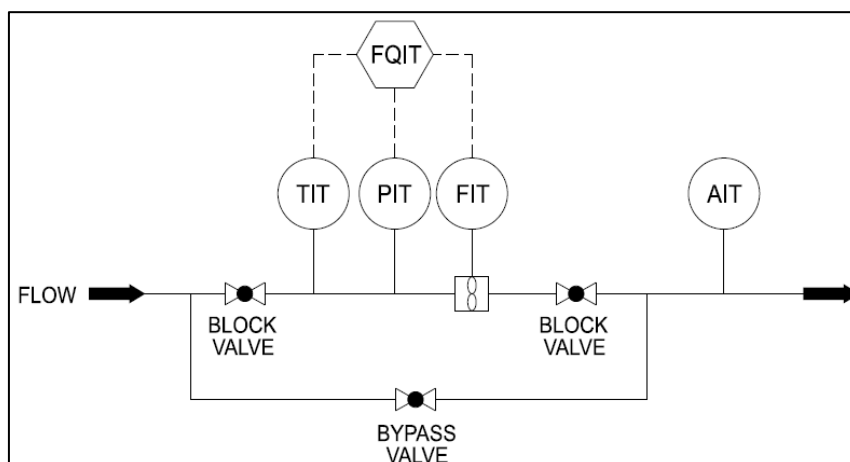 FQIT
TIT
PIT
FIT
AIT
FLOW
BLOCK
VALVE
BLOCK
VALVE
BYPASS
VALVE